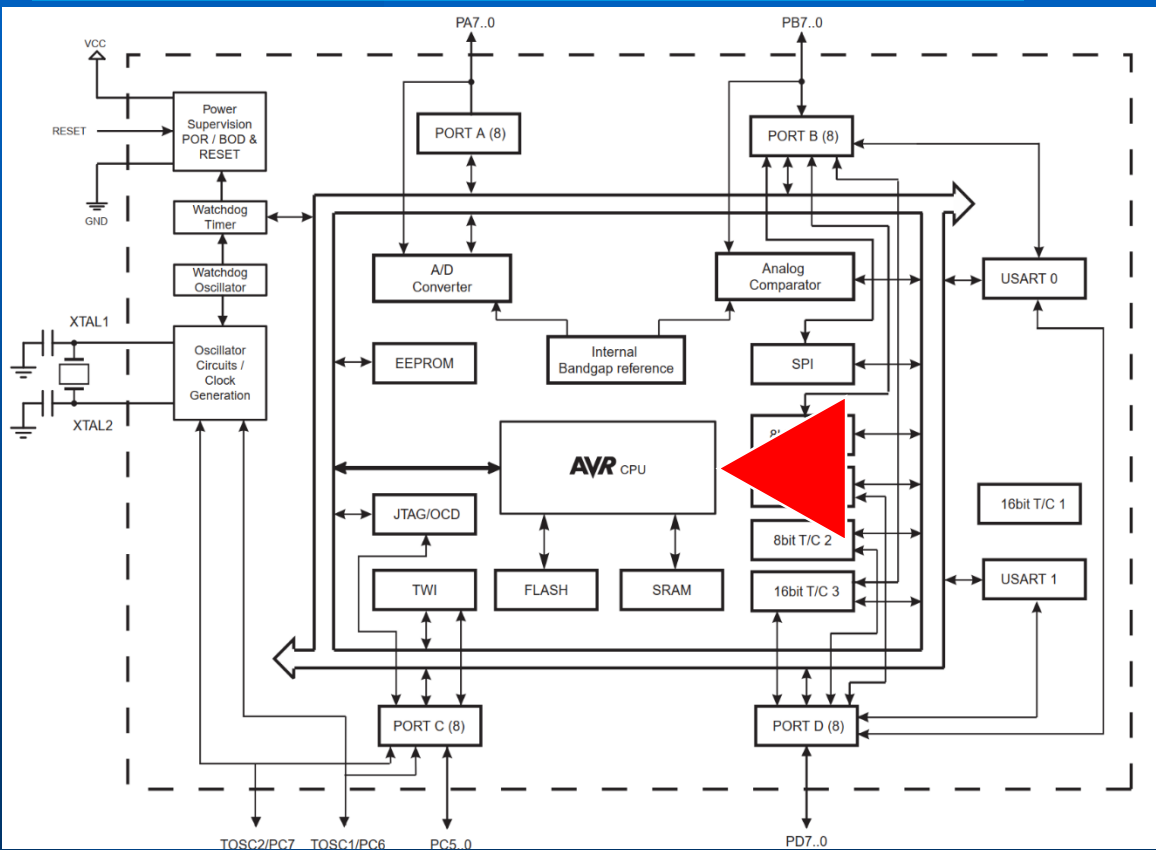 PA7..0
PB7..0
VCC
RESET
GND
Power
Supervision
POR / BOD &
RESET
PORT A (8)
PORT B (8)
Watchdog
Timer
Watchdog
Oscillator
A/D
Converter
Analog
Comparator
USART 0
XTAL1
XTAL2
Oscillator
Circuits /
Clock
Generation
EEPROM
Internal
Bandgap reference
SPI
AVR CPU
JTAG/OCD
16bit T/C 1
8bit T/C 2
TWI
FLASH
SRAM
16bit T/C 3
USART 1
PORT C (8)
PORT D (8)
TOSC2/PC7
TOSC1/PC6
PC5..0
PD7..0